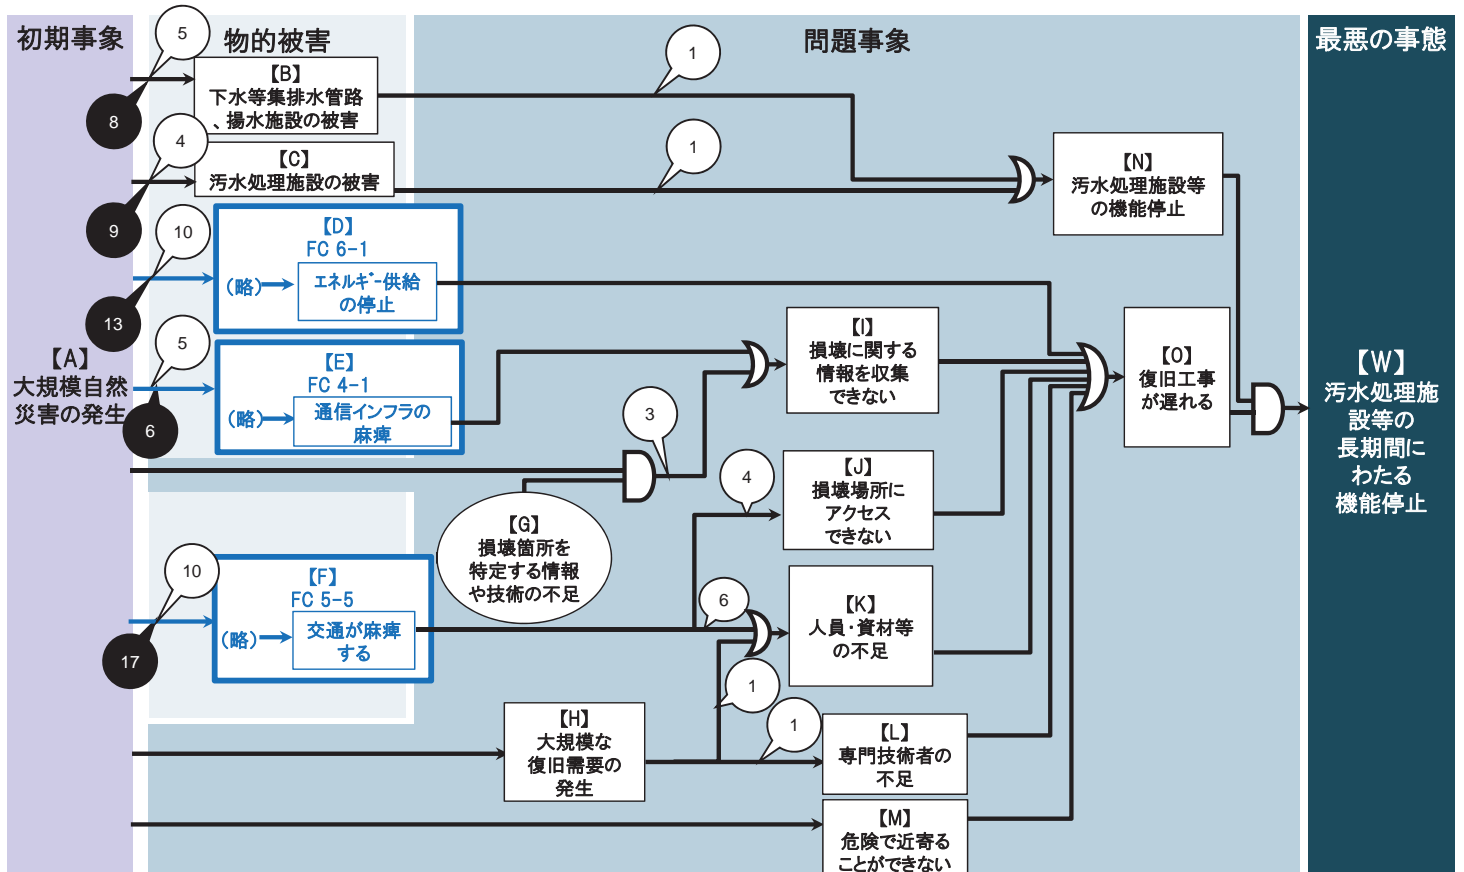 初期事象
物的被害
問題事象
最悪の事態
5
8
【B】
下水等集排水管路
、揚水施設の被害
1
4
9
【C】
汚水処理施設の被害
1
【N】
汚水処理施設等
の機能停止
10
13
【D】
FC 6-1
(略)
エネルギー供給
の停止
5
6
【E】
FC 4-1
(略)
通信インフラの
麻痺
【A】
大規模自然
災害の発生
3
【I】
損壊に関する
情報を収集
できない
【O】
復旧工事
が遅れる
【W】
汚水処理施
設等の
長期間に
わたる
機能停止
【G】
損壊箇所を
特定する情報
や技術の不足
4
【J】
損壊場所に
アクセス
できない
10
17
【F】
FC 5-5
(略)
交通が麻痺
する
6
【K】
人員・資材等
の不足
1
【H】
大規模な
復旧需要の
発生
1
【L】
専門技術者の
不足
【M】
危険で近寄る
ことができない